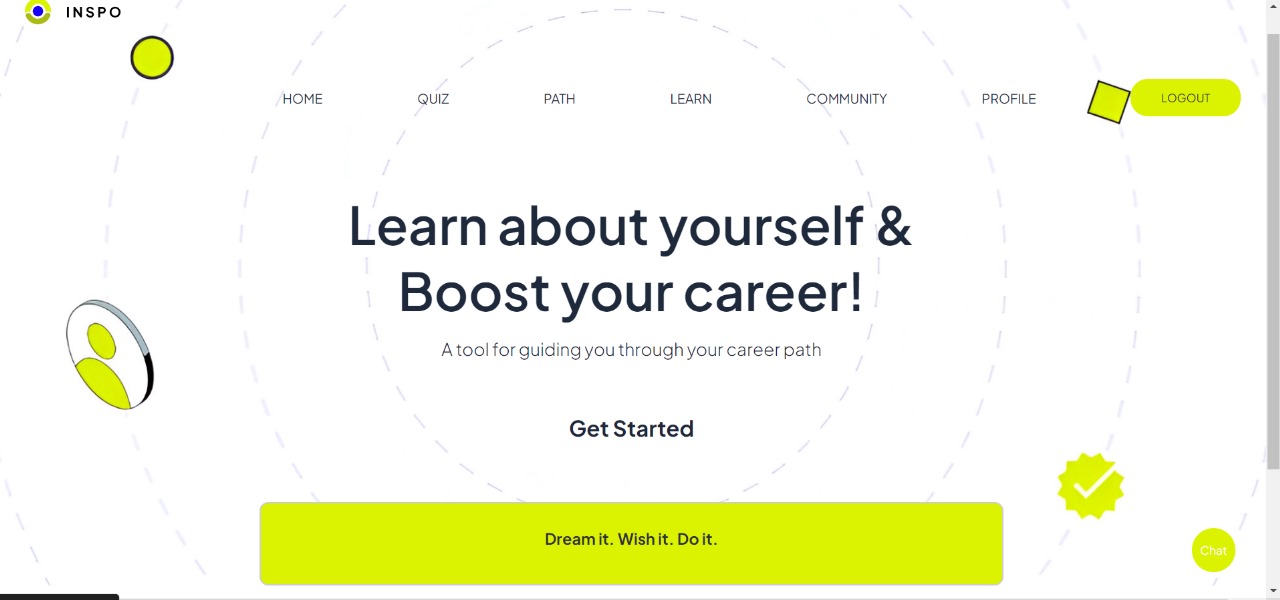 INSPO
HOME QUIZ PATH LEARN COMMUNITY PROFILE LOGOUT
Learn about yourself &
Boost your career!
A tool for guiding you through your career path
Get Started
Dream it. Wish it. Do it.
Chat